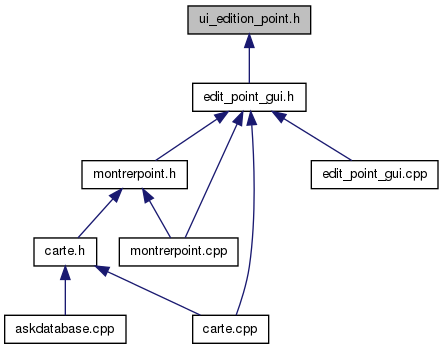 ui_edition_point.h
edit_point_gui.h
montrerpoint.h
edit_point_gui.cpp
carte.h
montrerpoint.cpp
askdatabase.cpp
carte.cpp